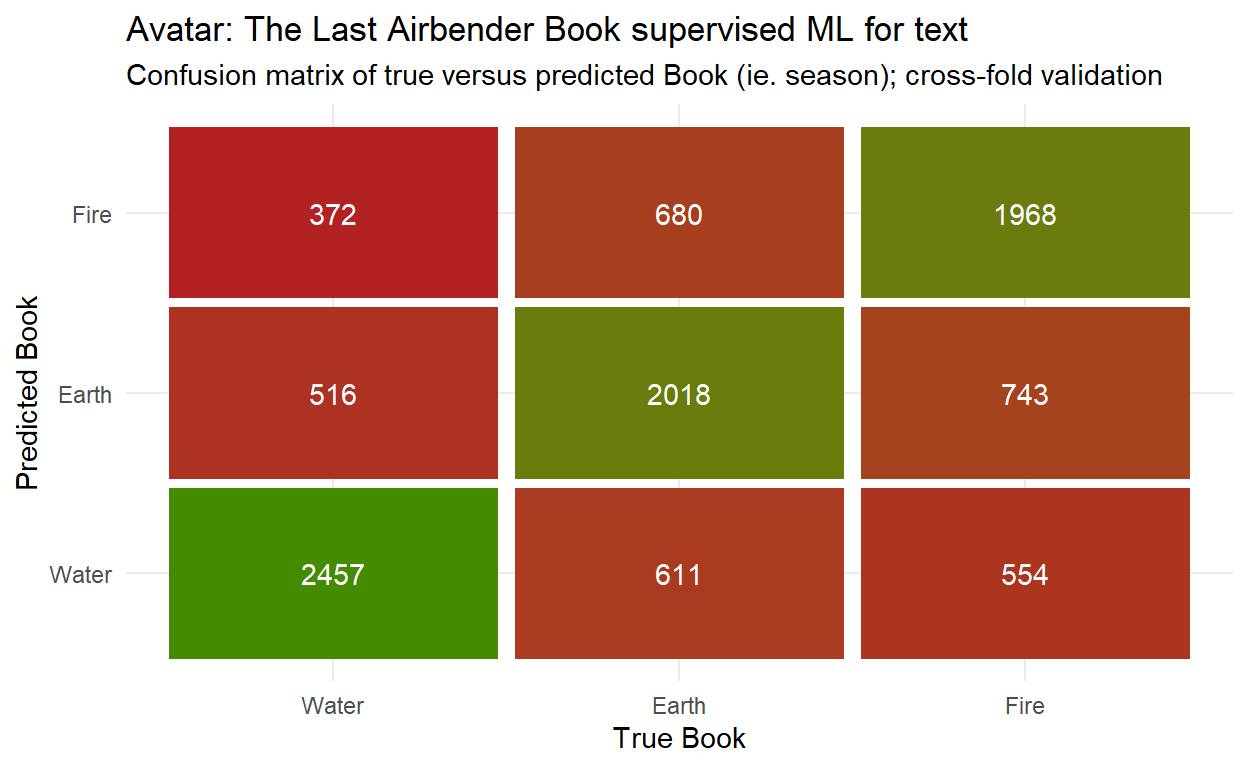 Avatar: The Last Airbender Book supervised ML for text
Confusion matrix of true versus predicted Book (ie. season); cross-fold validation
Predicted Book
Fire 372 680 1968
Earth 516 2018 743
Water 2457 611 554
Water Earth Fire
True Book